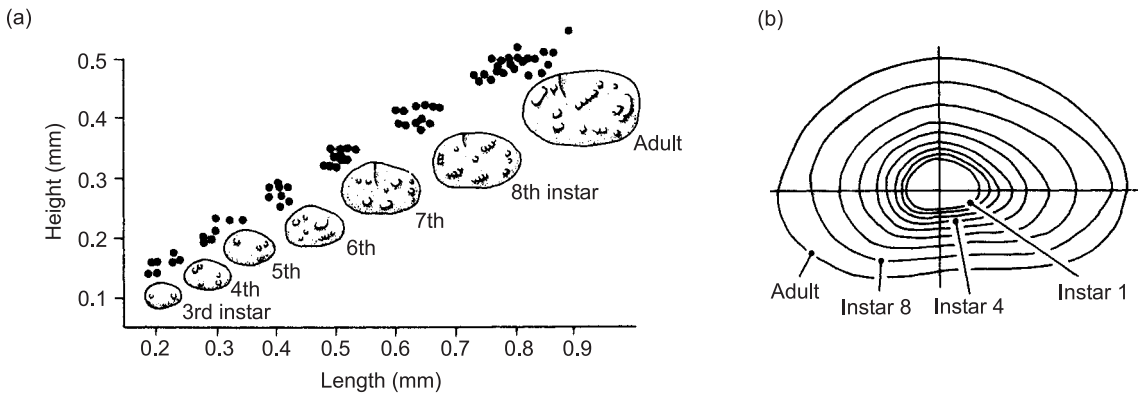 (a)
Height (mm)
0.5
0.4
0.3
0.2
0.1
3rd instar
4th
5th
6th
7th
8th instar
Adult
0.2 0.3 0.4 0.5 0.6 0.7 0.8 0.9
Length (mm)
(b)
Adult
Instar 8
Instar 4
Instar 1